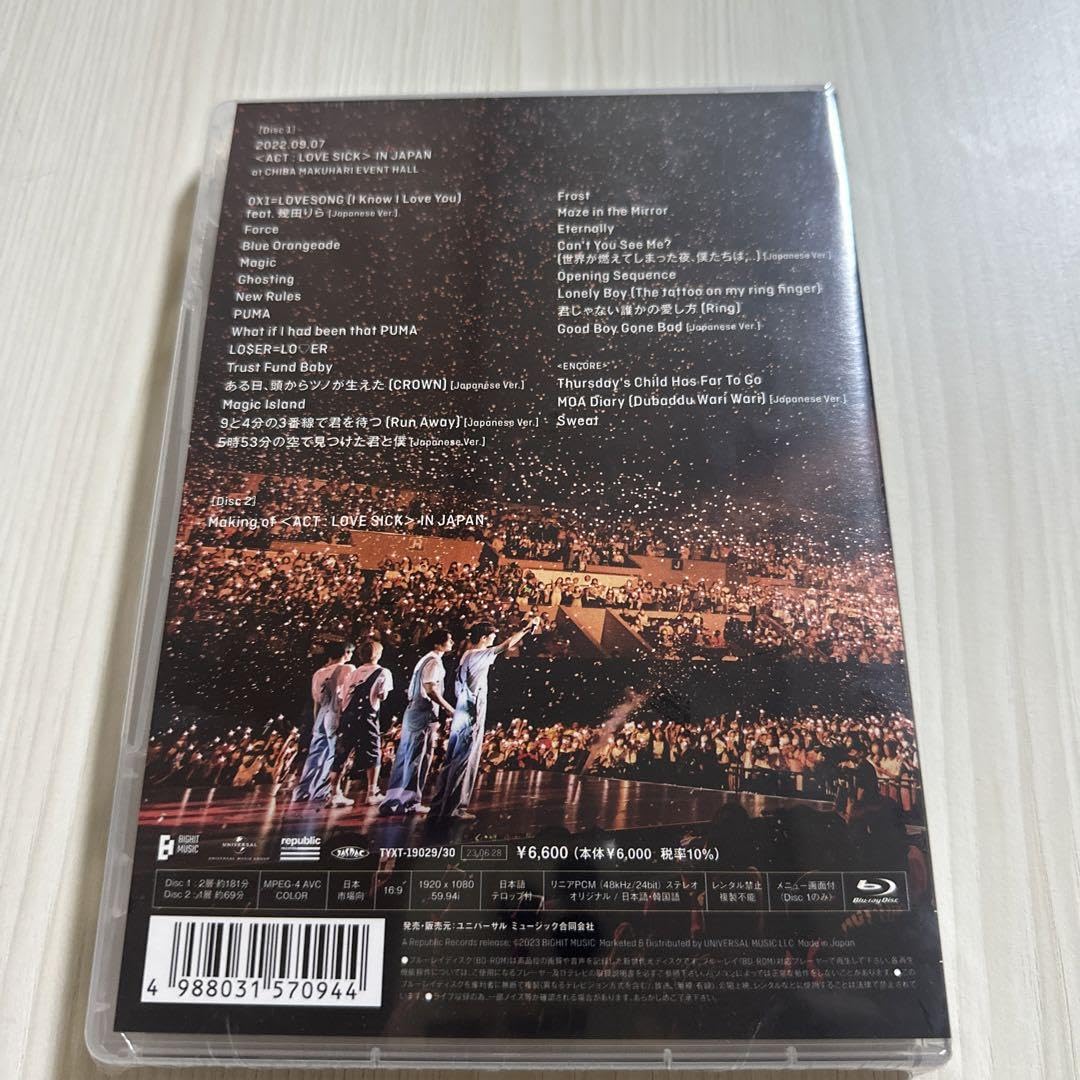 [Disc 1]
2022.09.07
<ACT : LOVE SICK> IN JAPAN
at CHIBA MAKUHARI EVENT HALL
0X1=LOVESONG (I Know I Love You)
feat. 幾田りら [Japanese Ver.]
Force
Blue Orangeade
Magic
Ghosting
New Rules
PUMA
What if I had been that PUMA
LO$ER=LO♡ER
Trust Fund Baby
ある日、頭からツノが生えた (CROWN) [Japanese Ver.]
Magic Island
9と4分の3番線で君を待つ (Run Away) [Japanese Ver.]
5時53分の空で見つけた君と僕 [Japanese Ver.]
Frost
Maze in the Mirror
Eternally
Can't You See Me?
(世界が燃えてしまった夜、僕たちは…) [Japanese Ver.]
Opening Sequence
Lonely Boy (The tattoo on my ring finger)
君じゃない誰かの愛し方 (Ring)
Good Boy Gone Bad [Japanese Ver.]
<ENCORE>
Thursday's Child Has Far To Go
MOA Diary (Dubaddu Wari Wari) [Japanese Ver.]
Sweat
[Disc 2]
Making of <ACT : LOVE SICK> IN JAPAN
BIGHIT MUSIC
UNIVERSAL
UNIVERSAL MUSIC GROUP
republic
JASRAC
TYXT-19029/30
23.06.28
¥6,600 (本体¥6,000 税率10%)
Disc 1 : 2層 約181分
Disc 2 : 1層 約69分
MPEG-4 AVC
COLOR
日本
市場向
16:9
1920 x 1080
59.94i
日本語
テロップ付
リニアPCM (48kHz/24bit) ステレオ
オリジナル / 日本語・韓国語
レンタル禁止
複製不能
メニュー画面付
(Disc 1のみ)
Blu-ray Disc
発売・販売元:ユニバーサル ミュージック合同会社
A Republic Records release; ©2023 BIGHIT MUSIC Marketed & Distributed by UNIVERSAL MUSIC LLC Made in Japan
4 988031 570944